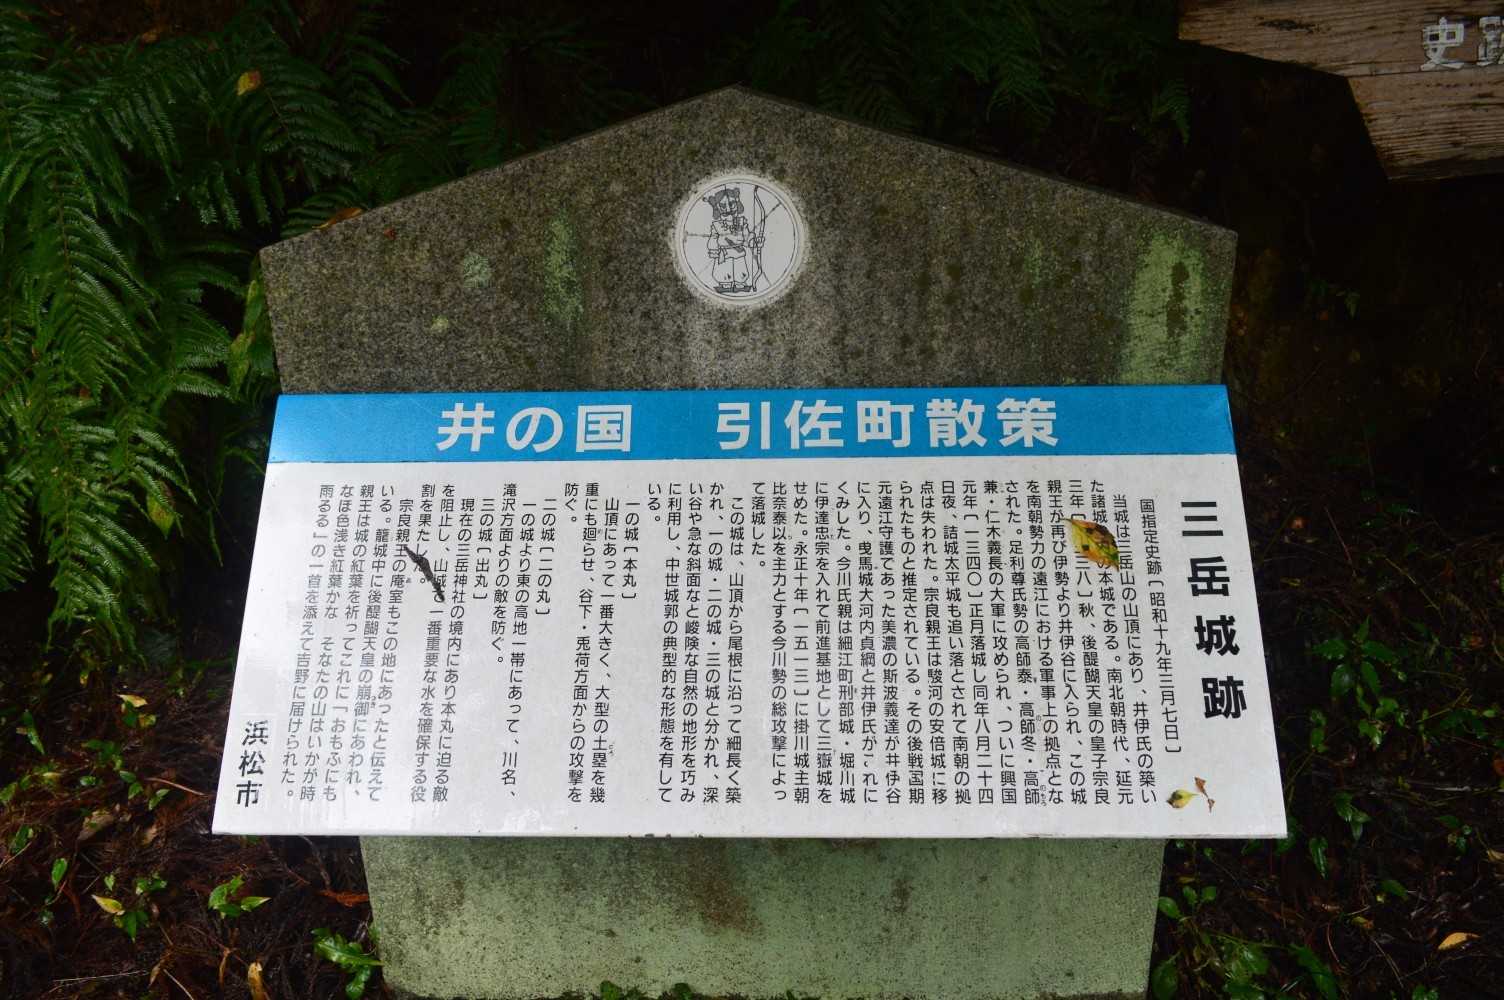 史跡
井の国　引佐町散策
三岳城跡
国指定史跡〔昭和十九年三月七日〕
当城は三岳山の山頂にあり、井伊氏の築い
た諸城の本城である。南北朝時代、延元
三年三八〕秋、後醍醐天皇の皇子宗良
親王が再び伊勢より井伊谷に入られ、この城
を南朝勢力の遠江における軍事上の拠点とな
された。足利尊氏勢の高師泰・高師冬・高師
兼・仁木義長の大軍に攻められ、ついに興国
元年〔一三四〇〕正月落城し同年八月二十四
日夜、詰城太平城も追い落とされて南朝の拠
点は失われた。宗良親王は駿河の安倍城に移
られたものと推定されている。その後戦国期
元遠江守護であった美濃の斯波義達が井伊谷
に入り、曳馬城大河内貞綱と井伊氏がこれに
くみした。今川氏親は細江町刑部城・堀川城
に伊達忠宗を入れて前進基地として三嶽城を
せめた。永正十年〔一五一三〕に掛川城主朝
比奈泰以を主力とする今川勢の総攻撃によっ
て落城した。
この城は、山頂から尾根に沿って細長く築
かれ、一の城・二の城・三の城と分かれ、深
い谷や急な斜面など峻険な自然の地形を巧み
に利用し、中世城郭の典型的な形態を有して
いる。
一の城〔本丸〕
山頂にあって一番大きく、大型の土塁を幾
重にも廻らせ、谷下・兎荷方面からの攻撃を
防ぐ。
二の城〔二の丸〕
一の城より東の高地一帯にあって、川名、
滝沢方面よりの敵を防ぐ。
三の城〔出丸〕
現在の三岳神社の境内にあり本丸に迫る敵
を阻止し、山城で一番重要な水を確保する役
割を果たした。
宗良親王の庵室もこの地にあったと伝えて
いる。籠城中に後醍醐天皇の崩御にあわれ、
親王は城の紅葉を祈ってこれに「おもふにも
なほ色浅き紅葉かな　そなたの山はいかが時
雨るる」の一首を添えて吉野に届けられた。
浜松市